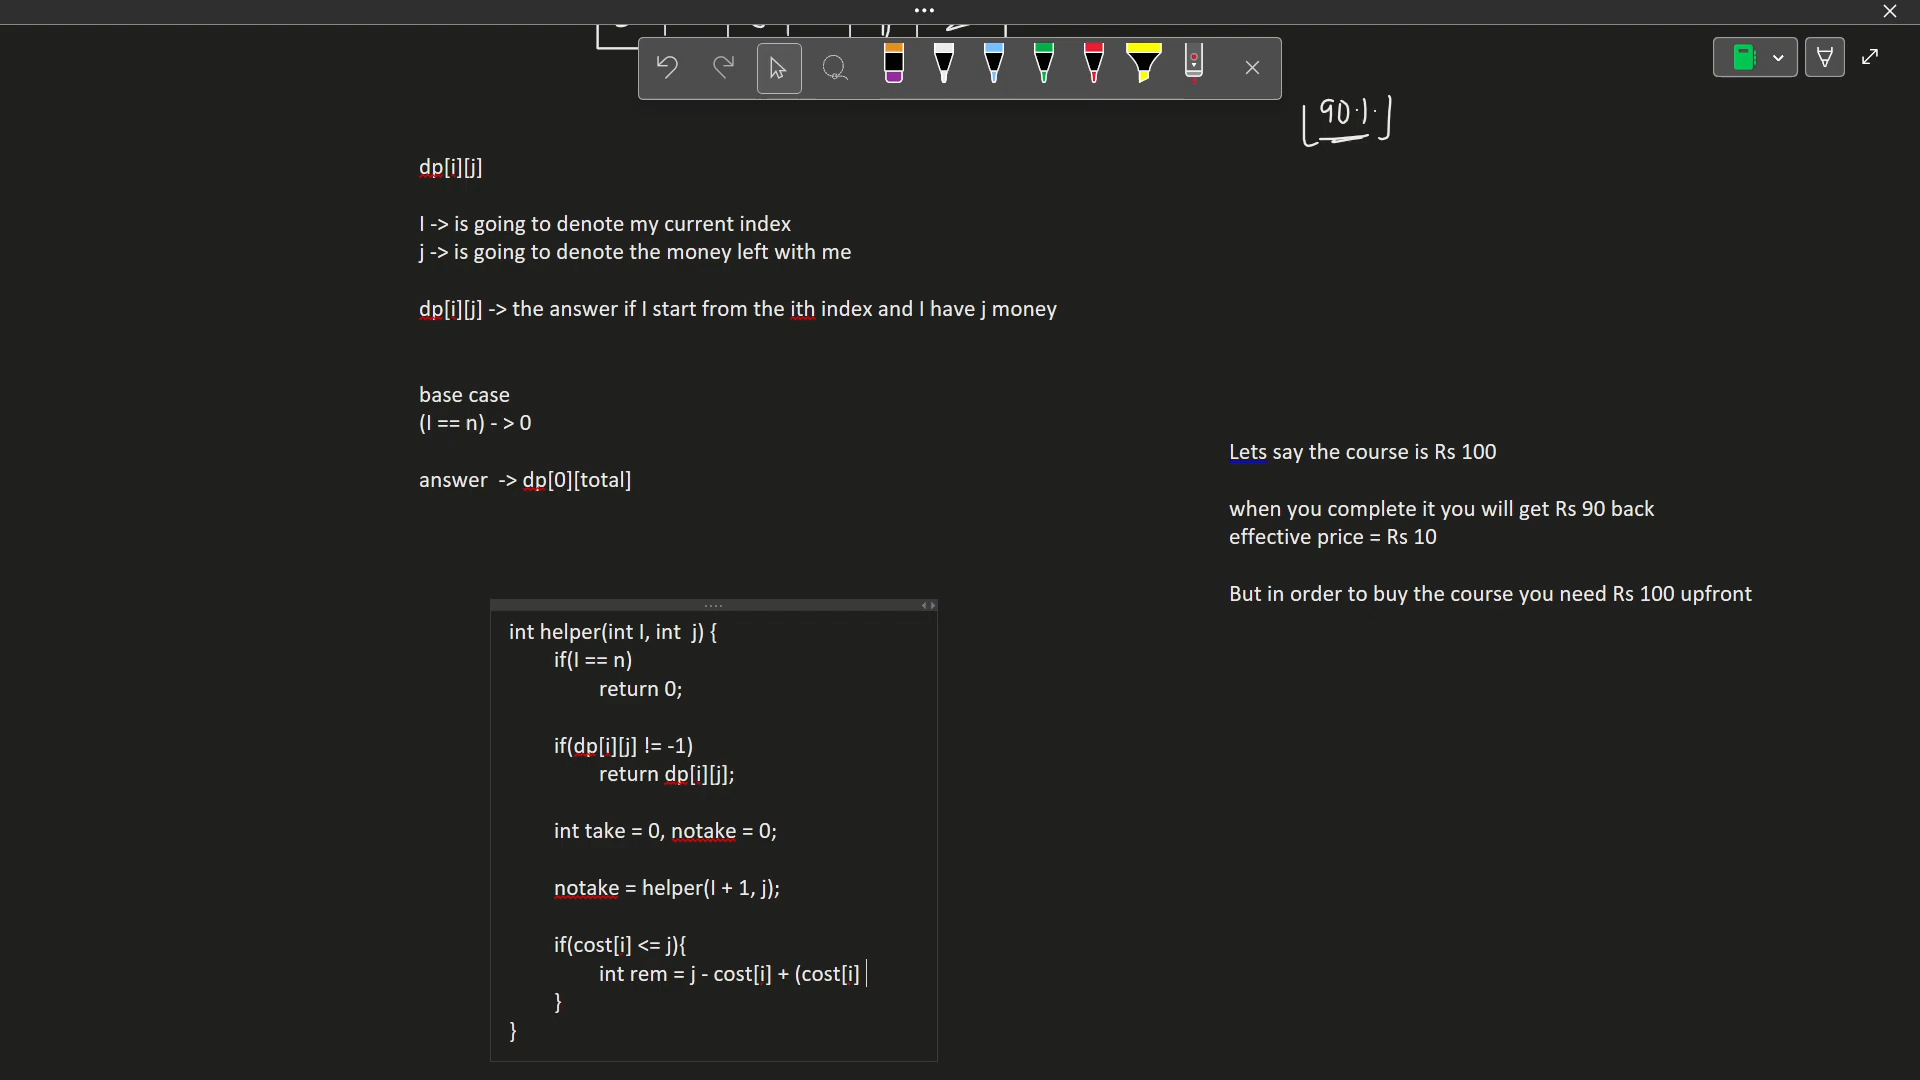 ⌊90%⌋
dp[i][j]
I -> is going to denote my current index
j -> is going to denote the money left with me
dp[i][j] -> the answer if I start from the ith index and I have j money
base case
(I == n) - > 0
answer  -> dp[0][total]
Lets say the course is Rs 100
when you complete it you will get Rs 90 back
effective price = Rs 10
But in order to buy the course you need Rs 100 upfront
int helper(int I, int  j) {
if(I == n)
return 0;
if(dp[i][j] != -1)
return dp[i][j];
int take = 0, notake = 0;
notake = helper(I + 1, j);
if(cost[i] <= j){
int rem = j - cost[i] + (cost[i]
}
}